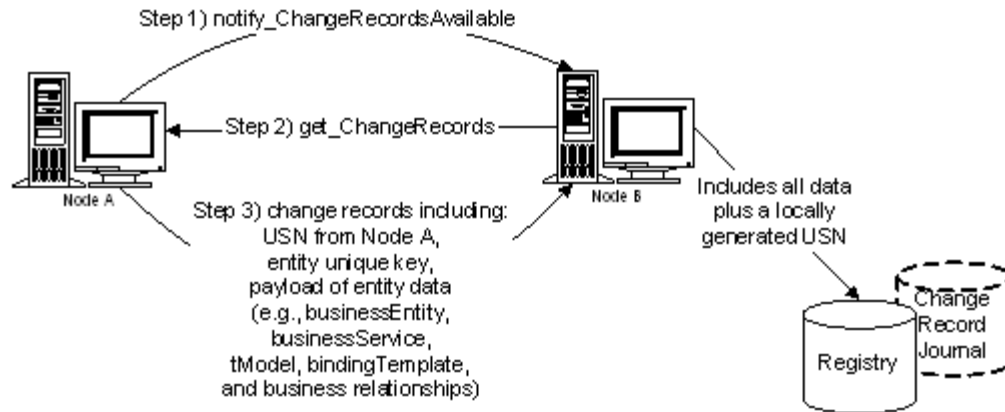 Step 1) notify_ChangeRecordsAvailable
Step 2) get_ChangeRecords
Node A
Node B
Step 3) change records including:
USN from Node A,
entity unique key,
payload of entity data
(e.g., businessEntity,
businessService,
tModel, bindingTemplate,
and business relationships)
Includes all data
plus a locally
generated USN
Registry
Change
Record
Journal